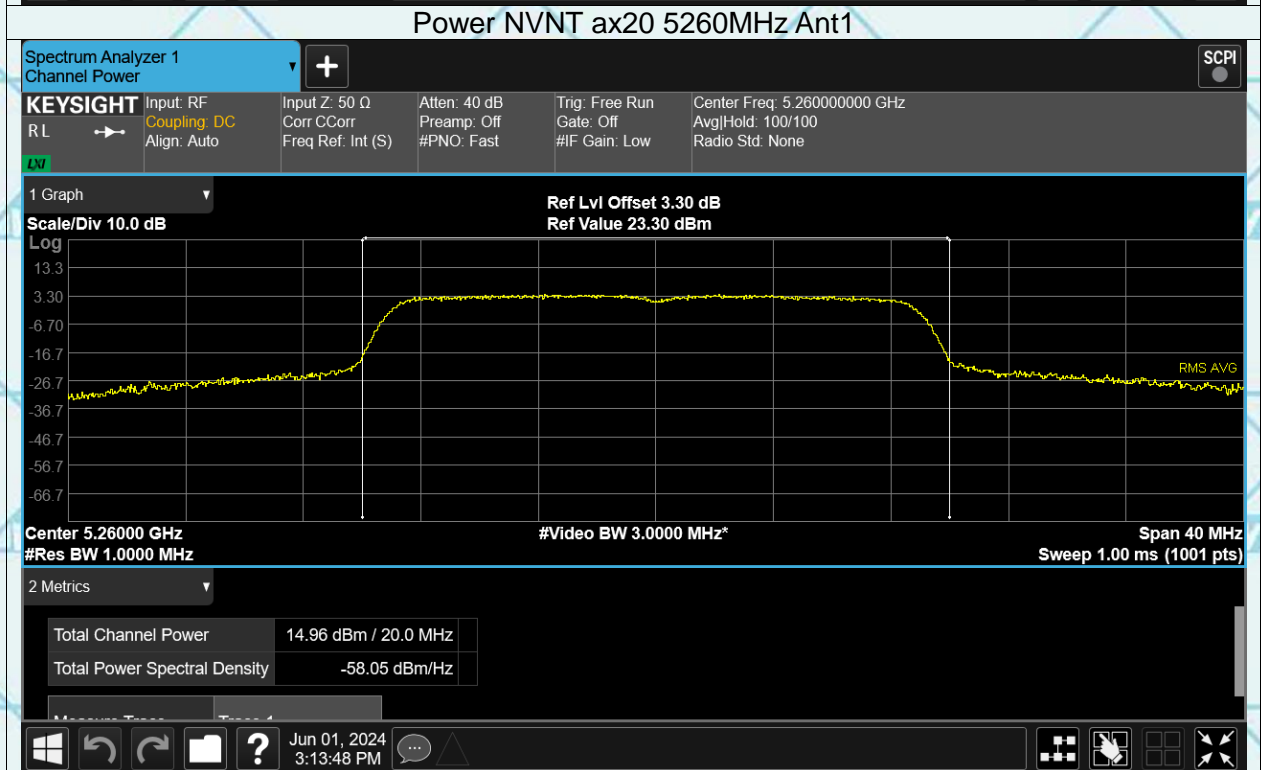 Power NVNT ax20 5260MHz Ant1
Spectrum Analyzer 1
Channel Power
SCPI
KEYSIGHT
R L
LXI
Input: RF
Coupling: DC
Align: Auto
Input Z: 50 Ω
Corr CCorr
Freq Ref: Int (S)
Atten: 40 dB
Preamp: Off
#PNO: Fast
Trig: Free Run
Gate: Off
#IF Gain: Low
Center Freq: 5.260000000 GHz
Avg|Hold: 100/100
Radio Std: None
1 Graph
Scale/Div 10.0 dB
Ref Lvl Offset 3.30 dB
Ref Value 23.30 dBm
Log
13.3
3.30
-6.70
-16.7
-26.7
-36.7
-46.7
-56.7
-66.7
RMS AVG
Center 5.26000 GHz
#Video BW 3.0000 MHz*
Span 40 MHz
#Res BW 1.0000 MHz
Sweep 1.00 ms (1001 pts)
2 Metrics
Total Channel Power 14.96 dBm / 20.0 MHz
Total Power Spectral Density -58.05 dBm/Hz
?
Jun 01, 2024
3:13:48 PM